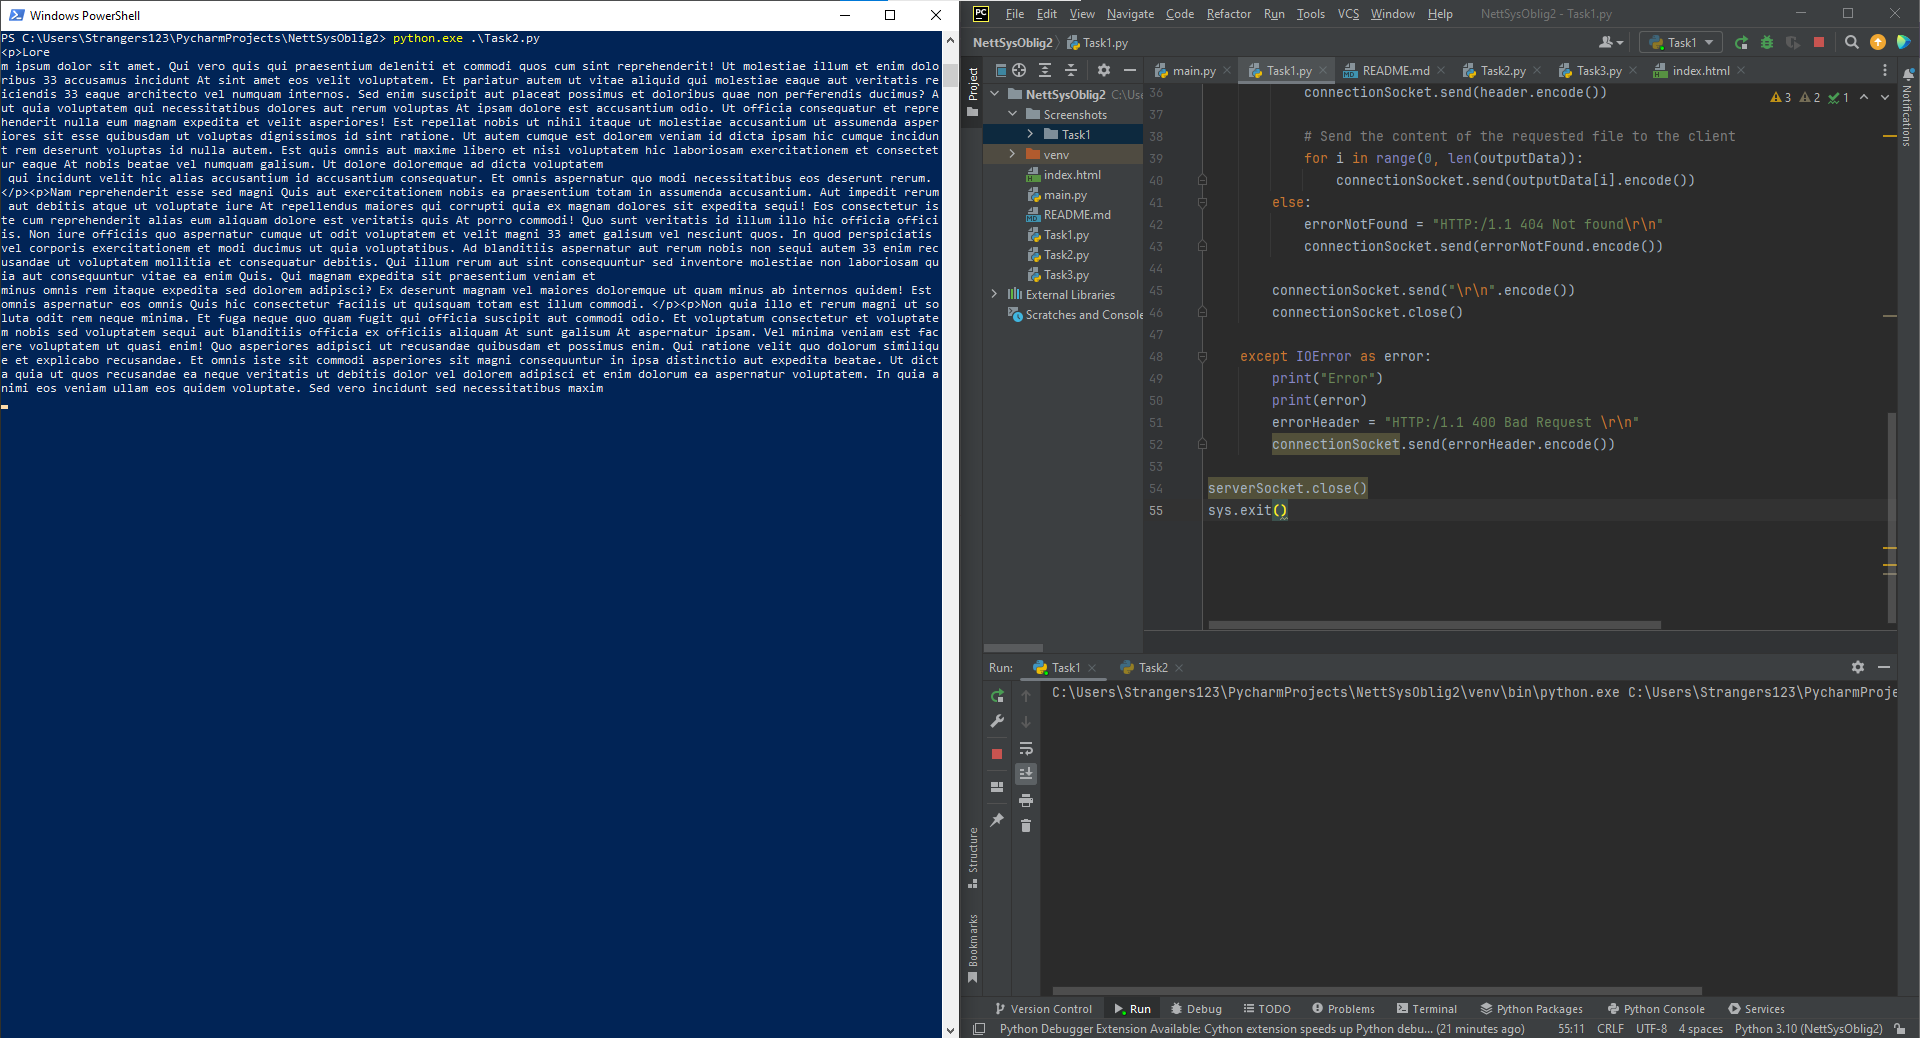 Windows PowerShell
PS C:\Users\Strangers123\PycharmProjects\NettSysOblig2> python.exe .\Task2.py
<p>Lore
m ipsum dolor sit amet. Qui vero quis qui praesentium deleniti et commodi quos cum sint reprehenderit! Ut molestiae illum et enim dolo
ribus 33 accusamus incidunt At sint amet eos velit voluptatem. Et pariatur autem ut vitae aliquid qui molestiae eaque aut veritatis re
iciendis 33 eaque architecto vel numquam internos. Sed enim suscipit aut placeat possimus et doloribus quae non perferendis ducimus? A
ut quia voluptatem qui necessitatibus dolores aut rerum voluptas At ipsam dolore est accusantium odio. Ut officia consequatur et repre
henderit nulla eum magnam expedita et velit asperiores! Est repellat nobis ut nihil itaque ut molestiae accusantium ut assumenda asper
iores sit esse quibusdam ut voluptas dignissimos id sint ratione. Ut autem cumque est dolorem veniam id dicta ipsam hic cumque incidun
t rem deserunt voluptas id nulla autem. Est quis omnis aut maxime libero et nisi voluptatem hic laboriosam exercitationem et consectet
ur eaque At nobis beatae vel numquam galisum. Ut dolore doloremque ad dicta voluptatem
 qui incidunt velit hic alias accusantium id accusantium consequatur. Et omnis aspernatur quo modi necessitatibus eos deserunt rerum.
</p><p>Nam reprehenderit esse sed magni Quis aut exercitationem nobis ea praesentium totam in assumenda accusantium. Aut impedit rerum
 aut debitis atque ut voluptate iure At repellendus maiores qui corrupti quia ex magnam dolores sit expedita sequi! Eos consectetur is
te cum reprehenderit alias eum aliquam dolore est veritatis quis At porro commodi! Quo sunt veritatis id illum illo hic officia offici
is. Non iure officiis quo aspernatur cumque ut odit voluptatem et velit magni 33 amet galisum vel nesciunt quos. In quod perspiciatis
vel corporis exercitationem et modi ducimus ut quia voluptatibus. Ad blanditiis aspernatur aut rerum nobis non sequi autem 33 enim rec
usandae ut voluptatem mollitia et consequatur debitis. Qui illum rerum aut sint consequuntur sed inventore molestiae non laboriosam qu
ia aut consequuntur vitae ea enim Quis. Qui magnam expedita sit praesentium veniam et
minus omnis rem itaque expedita sed dolorem adipisci? Ex deserunt magnam vel maiores doloremque ut quam minus ab internos quidem! Est
omnis aspernatur eos omnis Quis hic consectetur facilis ut quisquam totam est illum commodi. </p><p>Non quia illo et rerum magni ut so
luta odit rem neque minima. Et fuga neque quo quam fugit qui officia suscipit aut commodi odio. Et voluptatum consectetur et voluptate
m nobis sed voluptatem sequi aut blanditiis officia ex officiis aliquam At sunt galisum At aspernatur ipsam. Vel minima veniam est fac
ere voluptatem ut quasi enim! Quo asperiores adipisci ut recusandae quibusdam et possimus enim. Qui ratione velit quo dolorum similiqu
e et explicabo recusandae. Et omnis iste sit commodi asperiores sit magni consequuntur in ipsa distinctio aut expedita beatae. Ut dict
a quia ut quos recusandae ea neque veritatis ut debitis dolor vel dolorem adipisci et enim dolorum ea aspernatur voluptatem. In quia a
nimi eos veniam ullam eos quidem voluptate. Sed vero incidunt sed necessitatibus maxim
PC File Edit View Navigate Code Refactor Run Tools VCS Window Help NettSysOblig2 - Task1.py
NettSysOblig2 Task1.py Task1
Project
main.py Task1.py README.md Task2.py Task3.py index.html
Notifications
NettSysOblig2 C:\Use
Screenshots
Task1
venv
index.html
main.py
README.md
Task1.py
Task2.py
Task3.py
External Libraries
Scratches and Console
3 2 1
36 connectionSocket.send(header.encode())
37
38 # Send the content of the requested file to the client
39 for i in range(0, len(outputData)):
40 connectionSocket.send(outputData[i].encode())
41 else:
42 errorNotFound = "HTTP:/1.1 404 Not found\r\n"
43 connectionSocket.send(errorNotFound.encode())
44
45 connectionSocket.send("\r\n".encode())
46 connectionSocket.close()
47
48 except IOError as error:
49 print("Error")
50 print(error)
51 errorHeader = "HTTP:/1.1 400 Bad Request \r\n"
52 connectionSocket.send(errorHeader.encode())
53
54 serverSocket.close()
55 sys.exit()
Run: Task1 Task2
C:\Users\Strangers123\PycharmProjects\NettSysOblig2\venv\bin\python.exe C:\Users\Strangers123\PycharmProje
Structure
Bookmarks
Version Control Run Debug TODO Problems Terminal Python Packages Python Console Services
Python Debugger Extension Available: Cython extension speeds up Python debu... (21 minutes ago) 55:11 CRLF UTF-8 4 spaces Python 3.10 (NettSysOblig2)